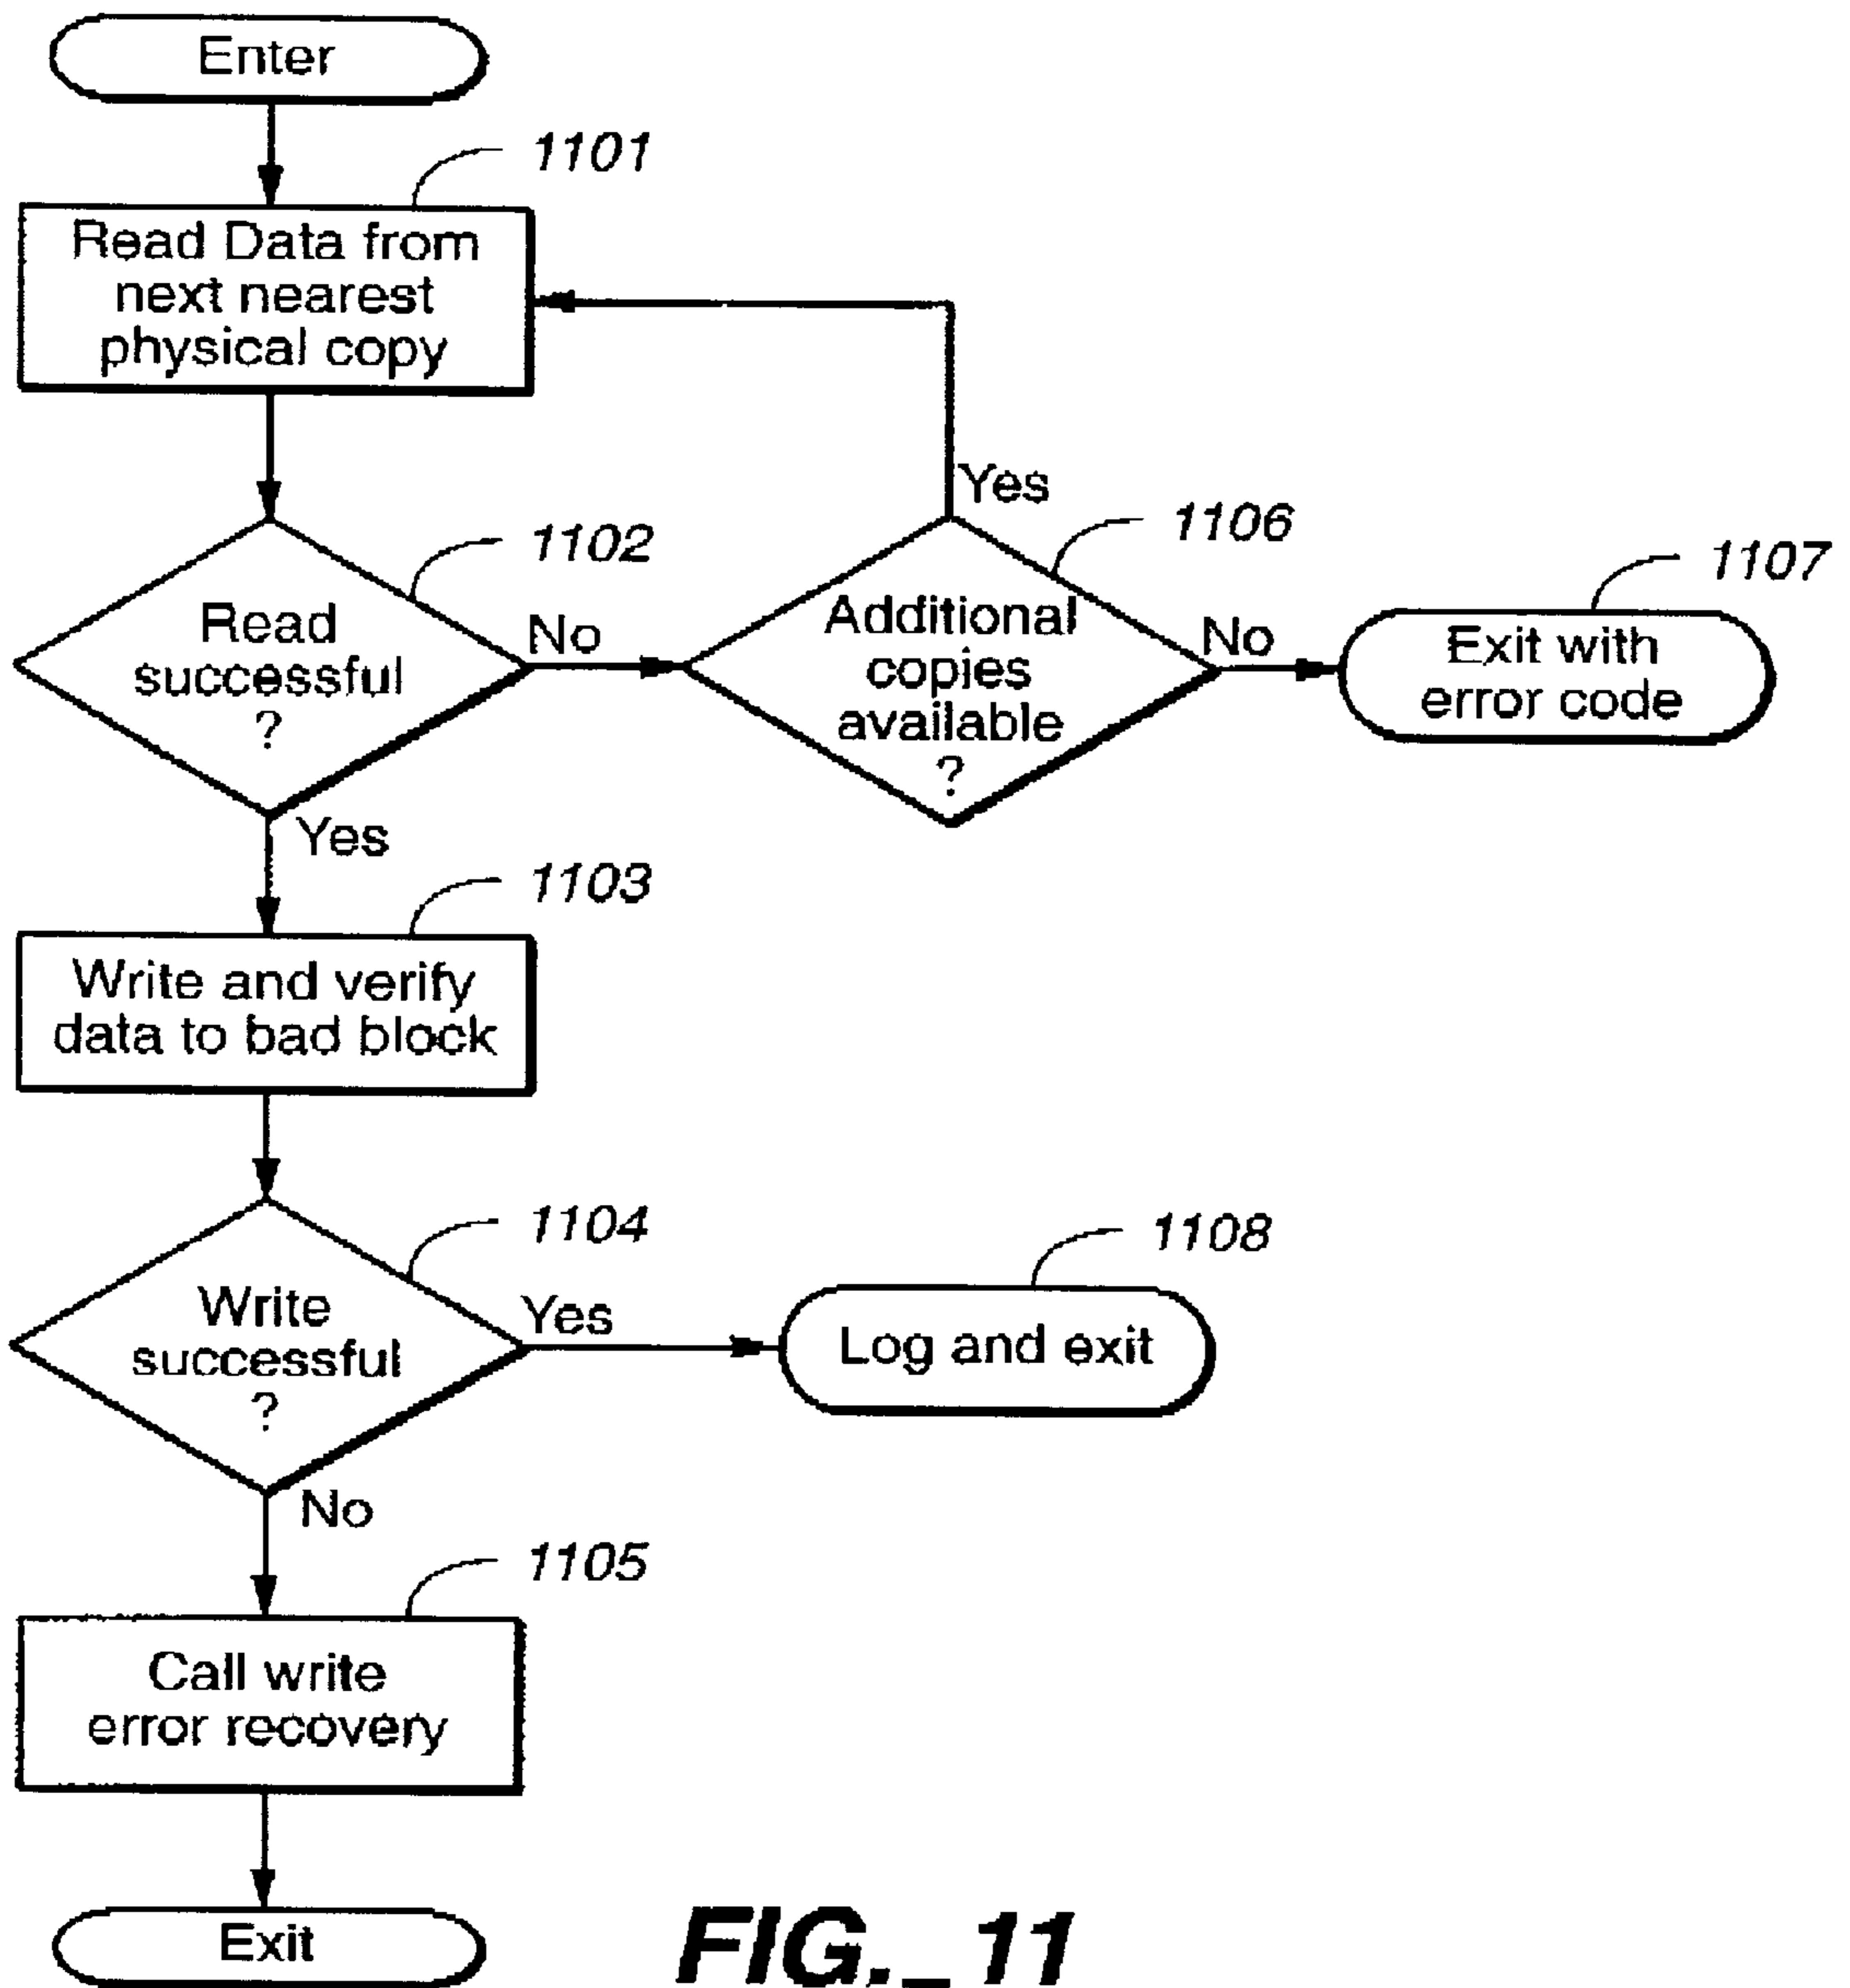 Enter
1101
Read Data from
next nearest
physical copy
Yes
1102
1106
1107
Read
successful
?
No
Additional
copies
available
?
No
Exit with
error code
Yes
1103
Write and verify
data to bad block
1104
1108
Write
successful
?
Yes
Log and exit
No
1105
Call write
error recovery
Exit
FIG._11